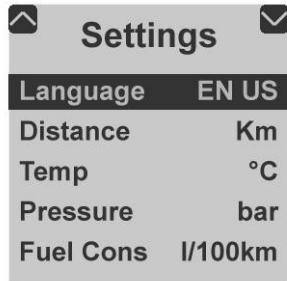 Settings
Language EN US
Distance Km
Temp °C
Pressure bar
Fuel Cons l/100km